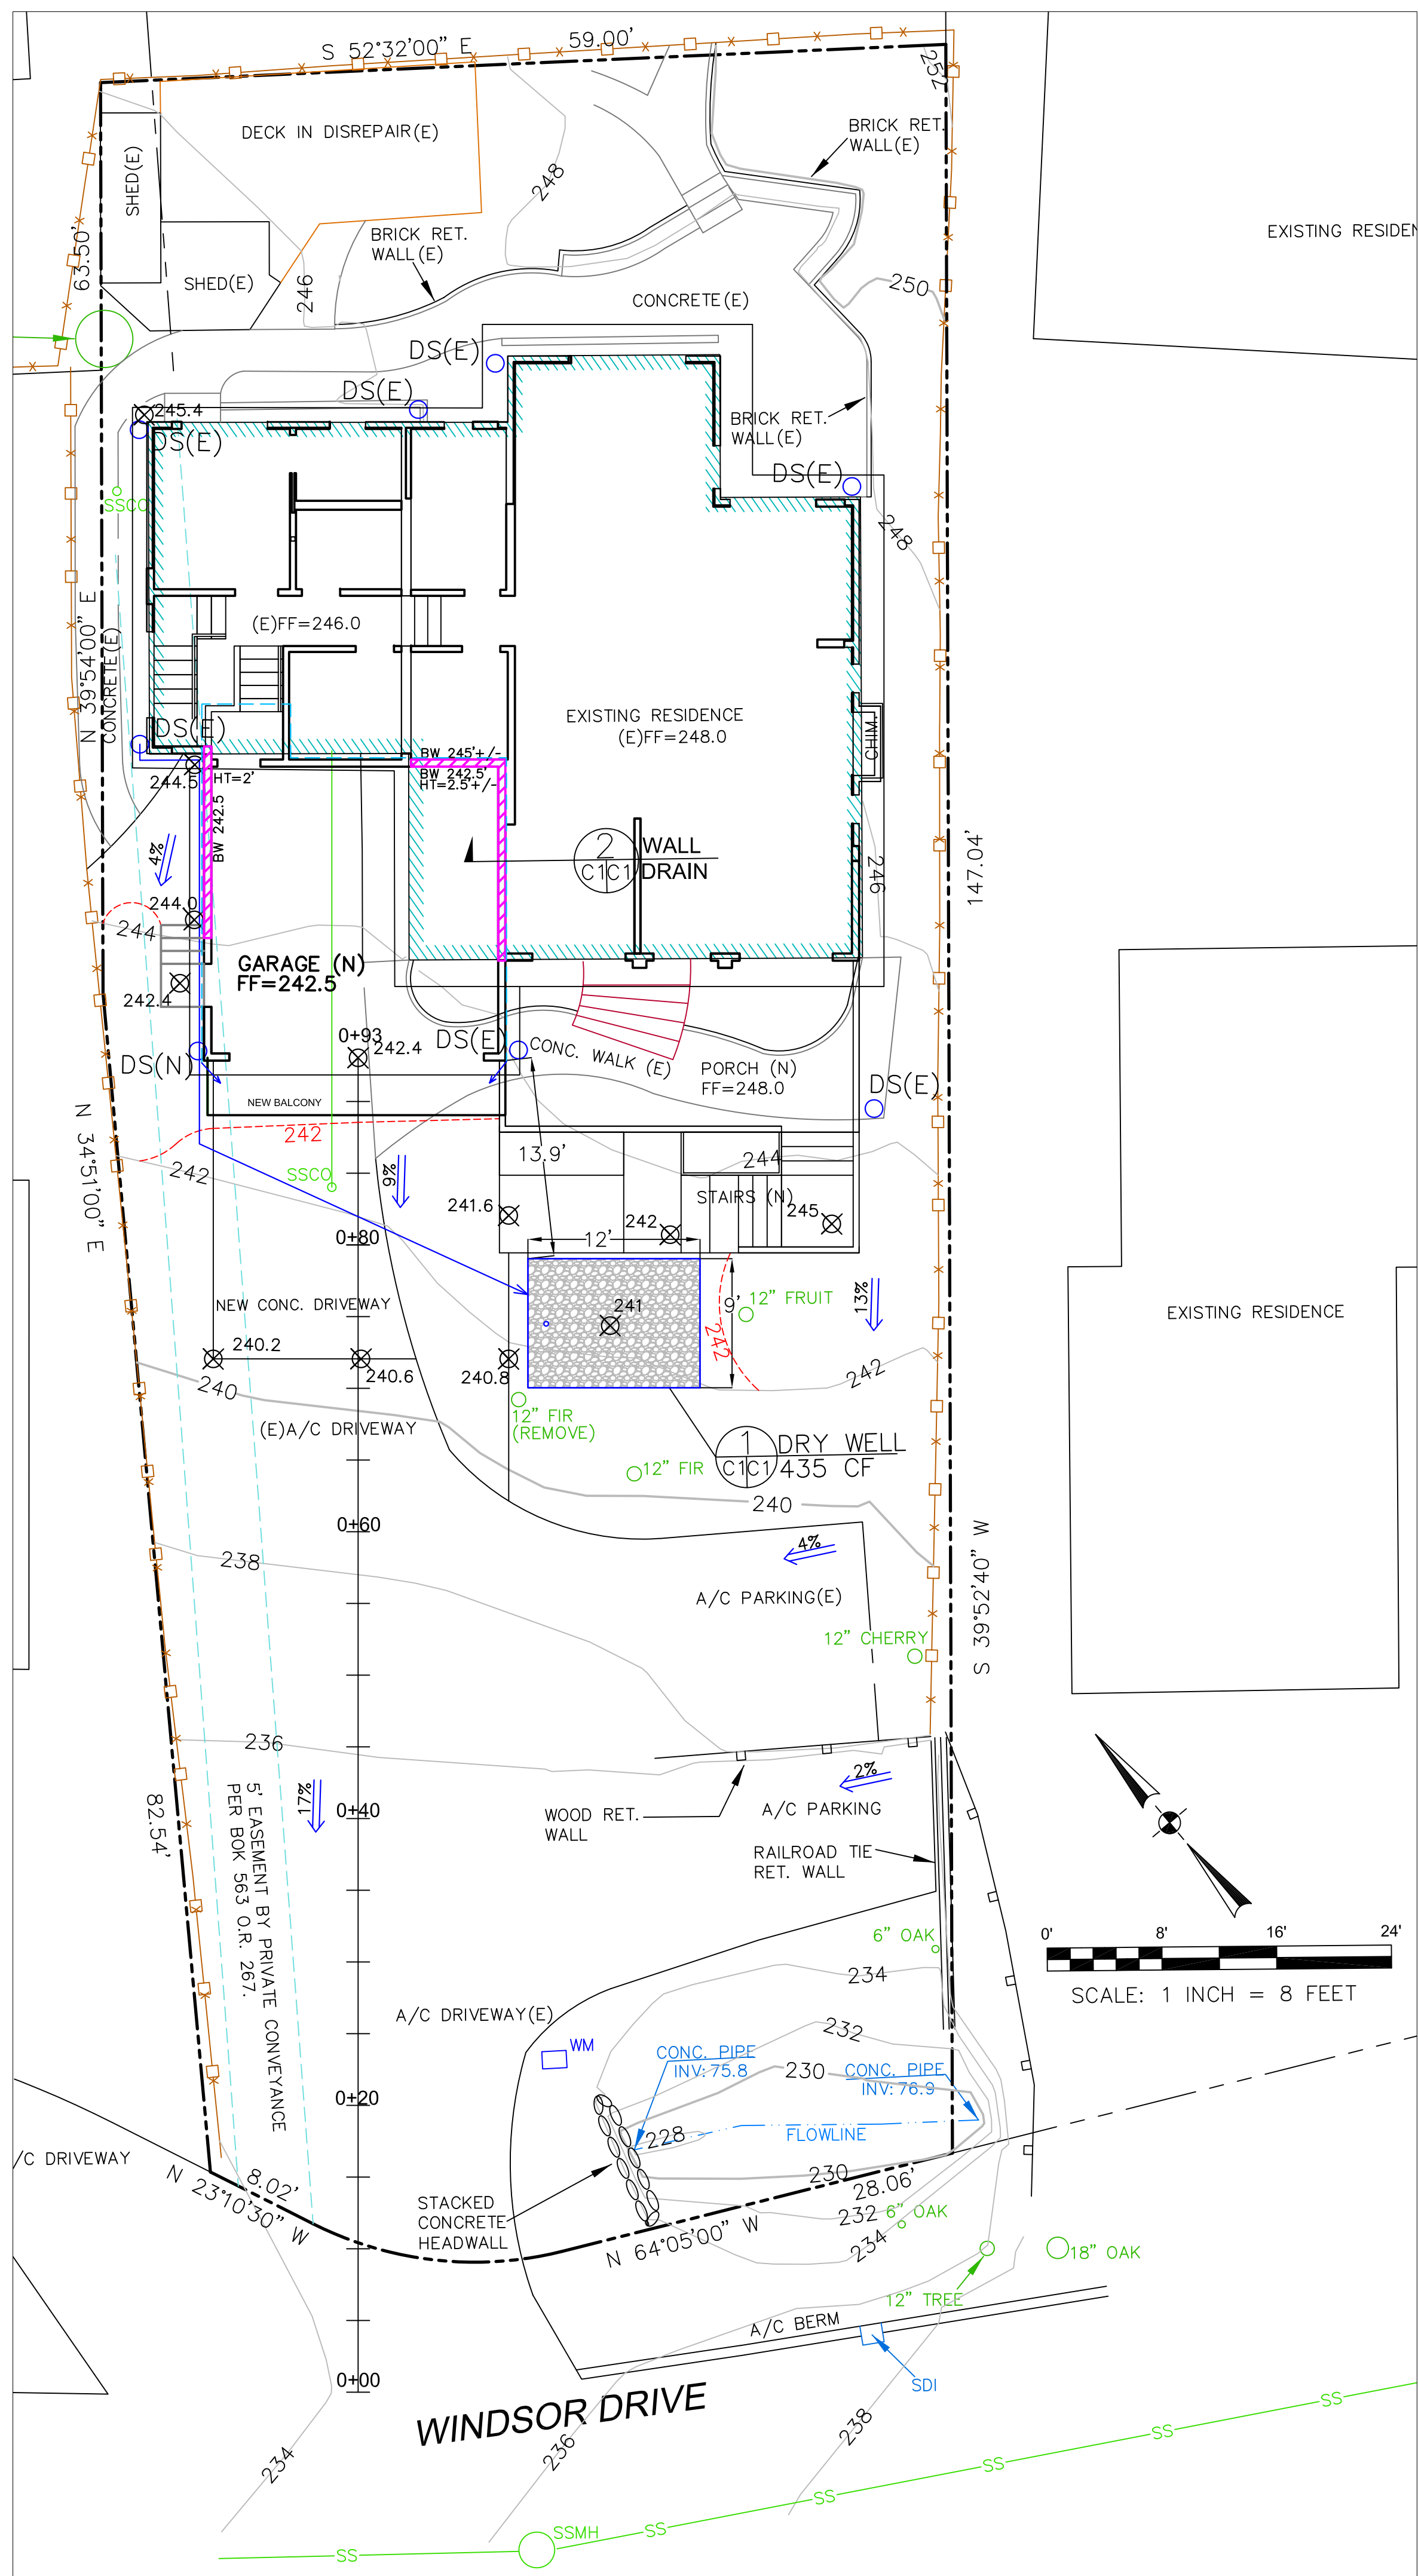 S 52°32'00" E
59.00'
252
DECK IN DISREPAIR(E)
BRICK RET.
WALL(E)
SHED(E)
248
63.50'
BRICK RET.
WALL(E)
EXISTING RESIDEN
SHED(E)
246
CONCRETE(E)
250
DS(E)
DS(E)
245.4
DS(E)
BRICK RET.
WALL(E)
DS(E)
SSCO
248
N 39°54'00" E
CONCRETE(E)
(E)FF=246.0
EXISTING RESIDENCE
(E)FF=248.0
CHIM.
DS(E)
BW 245'+/-
BW 242.5'
HT=2.5'+/-
244.5
HT=2'
BW 242.5
4%
2
C1 C1
WALL
DRAIN
147.04'
246
244.0
244
GARAGE (N)
FF=242.5
242.4
0+93
242.4
DS(E)
DS(N)
CONC. WALK (E)
PORCH (N)
FF=248.0
DS(E)
NEW BALCONY
N 34°51'00" E
242
242
SSCO
9%
13.9'
244
STAIRS (N)
241.6
242
245
0+80
12'
NEW CONC. DRIVEWAY
241
9'
12" FRUIT
13%
242
240.2
240.6
240.8
242
240
(E)A/C DRIVEWAY
12" FIR
(REMOVE)
1
C1 C1
DRY WELL
435 CF
12" FIR
240
0+60
4%
238
A/C PARKING(E)
12" CHERRY
S 39°52'40" W
236
17%
0+40
2%
A/C PARKING
WOOD RET.
WALL
82.54'
5' EASEMENT BY PRIVATE CONVEYANCE
PER BOK 563 O.R. 267.
RAILROAD TIE
RET. WALL
EXISTING RESIDENCE
0'
8'
16'
24'
SCALE: 1 INCH = 8 FEET
6" OAK
234
A/C DRIVEWAY(E)
WM
232
CONC. PIPE
INV: 75.8
230
CONC. PIPE
INV: 76.9
0+20
228
FLOWLINE
/C DRIVEWAY
8.02'
N 23°10'30" W
230
28.06'
STACKED
CONCRETE
HEADWALL
232
6" OAK
N 64°05'00" W
234
18" OAK
12" TREE
A/C BERM
0+00
SDI
WINDSOR DRIVE
234
236
238
SS
SS
SS
SS
SS
SSMH
SS